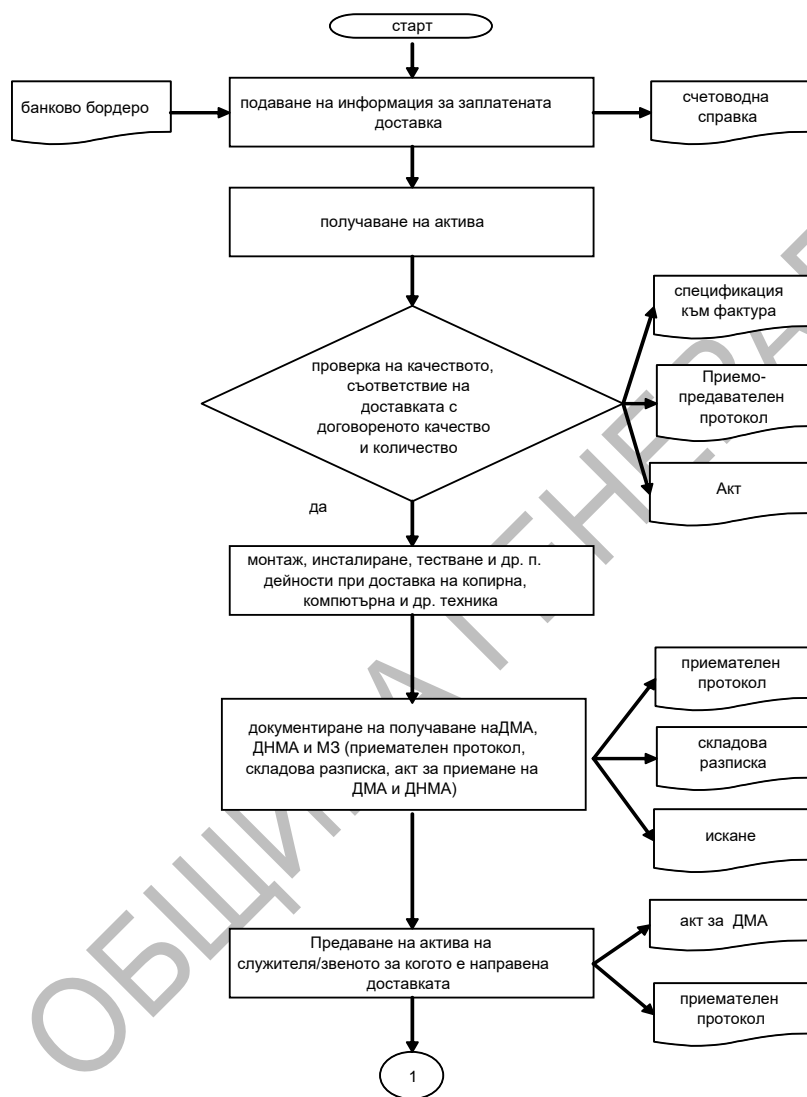 старт
банково бордеро
подаване на информация за заплатената
доставка
счетоводна
справка
получаване на актива
проверка на качеството,
съответствие на
доставката с
договореното качество
и количество
спецификация
към фактура
Приемо-
предавателен
протокол
Акт
да
монтаж, инсталиране, тестване и др. п.
дейности при доставка на копирна,
компютърна и др. техника
документиране на получаване наДМА,
ДНМА и МЗ (приемателен протокол,
складова разписка, акт за приемане на
ДМА и ДНМА)
приемателен
протокол
складова
разписка
искане
Предаване на актива на
служителя/звеното за когото е направена
доставката
акт за ДМА
приемателен
протокол
1
ОБЩИНА ГЕНЕРА